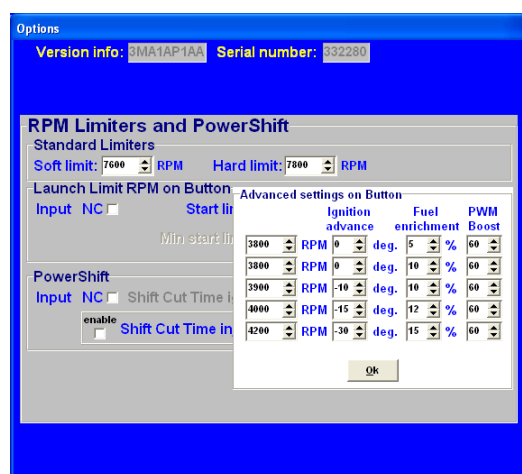 Options
Version info: 3MA1AP1AA Serial number: 332280
RPM Limiters and PowerShift
Standard Limiters
Soft limit: 7600 RPM Hard limit: 7800 RPM
Launch Limit RPM on Button
Input NC Start li
Min start li
PowerShift
Input NC Shift Cut Time i
enable
Shift Cut Time in
Advanced settings on Button
Ignition advance Fuel enrichment PWM Boost
3800 RPM 0 deg. 5 % 60
3800 RPM 0 deg. 10 % 60
3900 RPM -10 deg. 10 % 60
4000 RPM -15 deg. 12 % 60
4200 RPM -30 deg. 15 % 60
Ok